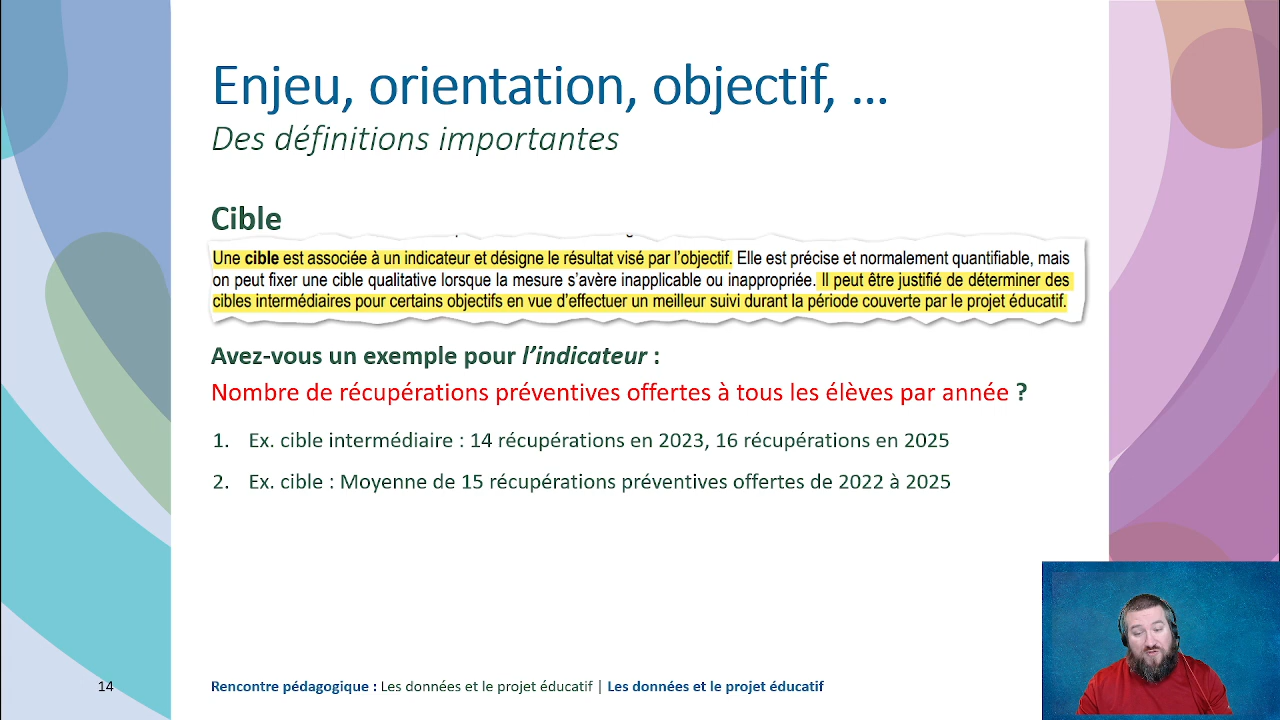 Enjeu, orientation, objectif, …
Des définitions importantes
Cible
Une cible est associée à un indicateur et désigne le résultat visé par l’objectif. Elle est précise et normalement quantifiable, mais
on peut fixer une cible qualitative lorsque la mesure s’avère inapplicable ou inappropriée. Il peut être justifié de déterminer des
cibles intermédiaires pour certains objectifs en vue d’effectuer un meilleur suivi durant la période couverte par le projet éducatif.
Avez-vous un exemple pour l’indicateur :
Nombre de récupérations préventives offertes à tous les élèves par année ?
1. Ex. cible intermédiaire : 14 récupérations en 2023, 16 récupérations en 2025
2. Ex. cible : Moyenne de 15 récupérations préventives offertes de 2022 à 2025
14 Rencontre pédagogique : Les données et le projet éducatif | Les données et le projet éducatif